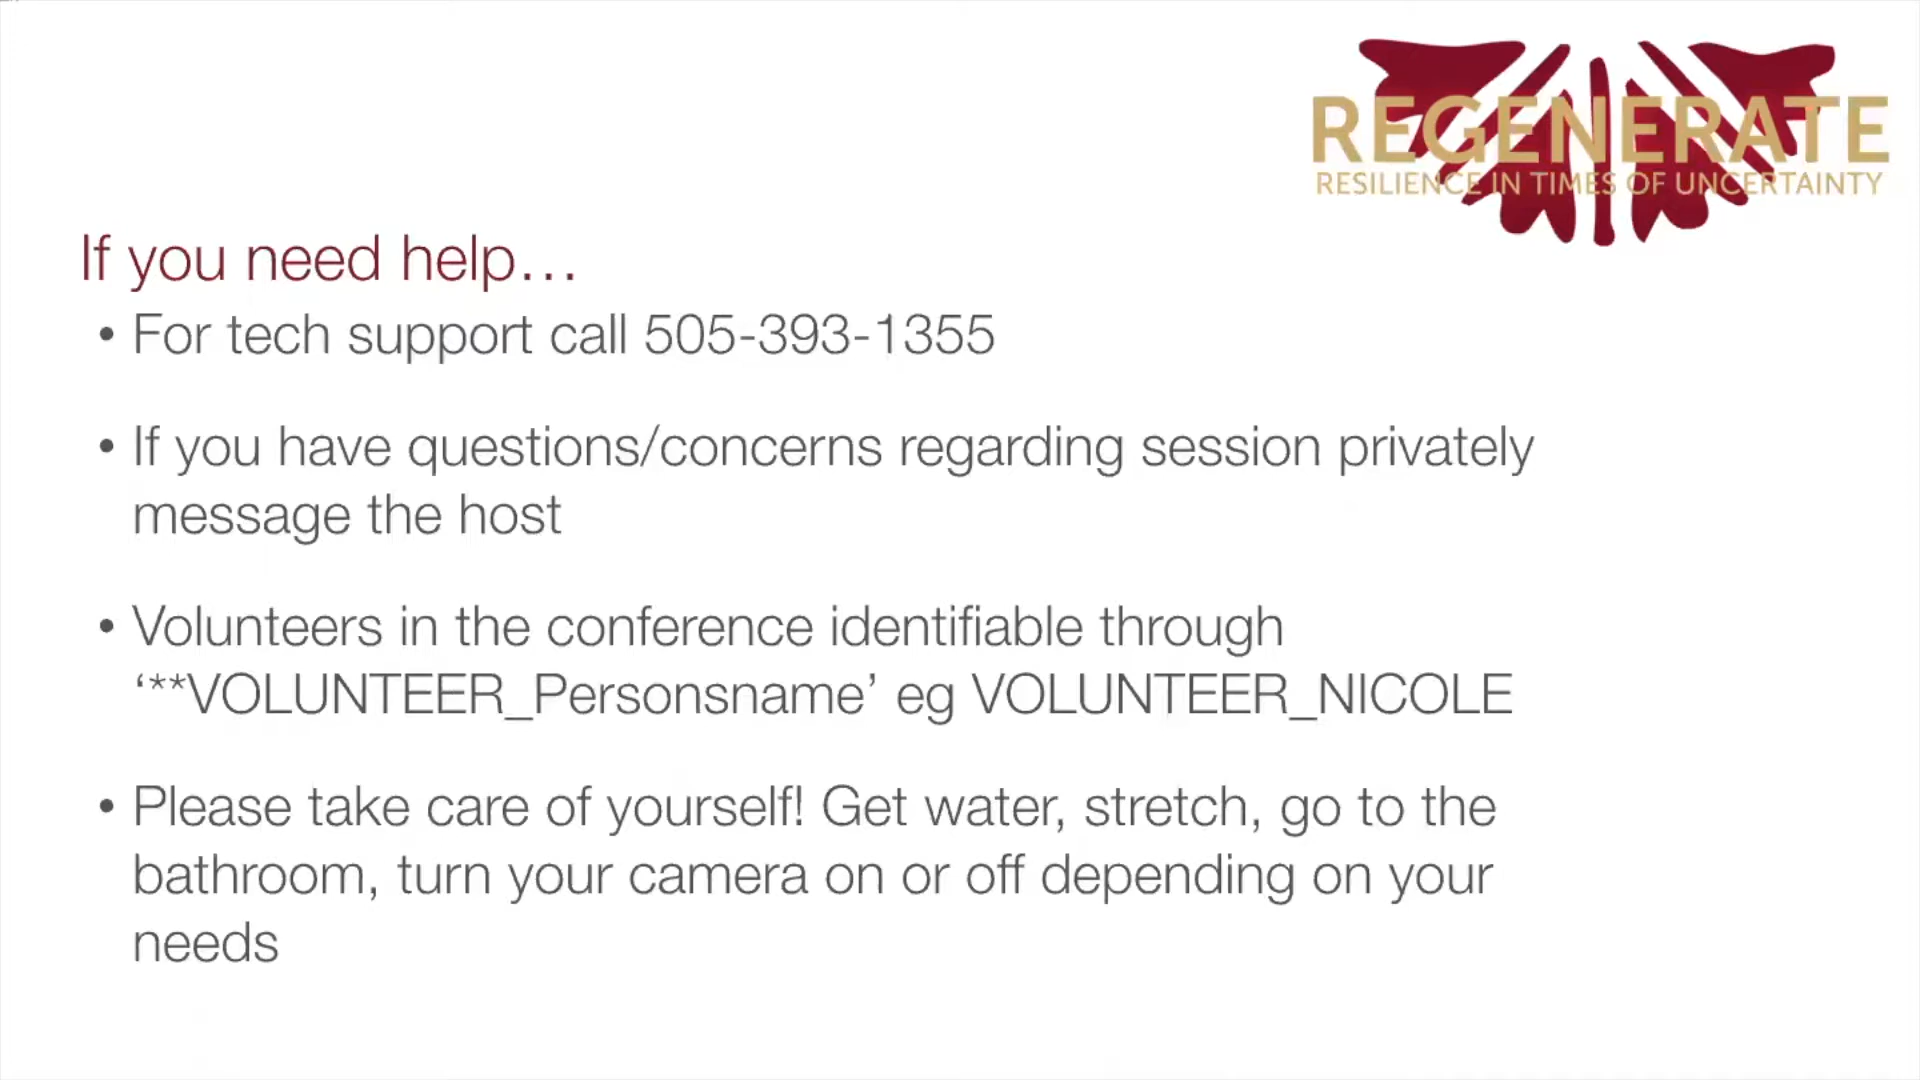 REGENERATE
RESILIENCE IN TIMES OF UNCERTAINTY
If you need help…
• For tech support call 505-393-1355
• If you have questions/concerns regarding session privately
message the host
• Volunteers in the conference identifiable through
‘**VOLUNTEER_Personsname’ eg VOLUNTEER_NICOLE
• Please take care of yourself! Get water, stretch, go to the
bathroom, turn your camera on or off depending on your
needs